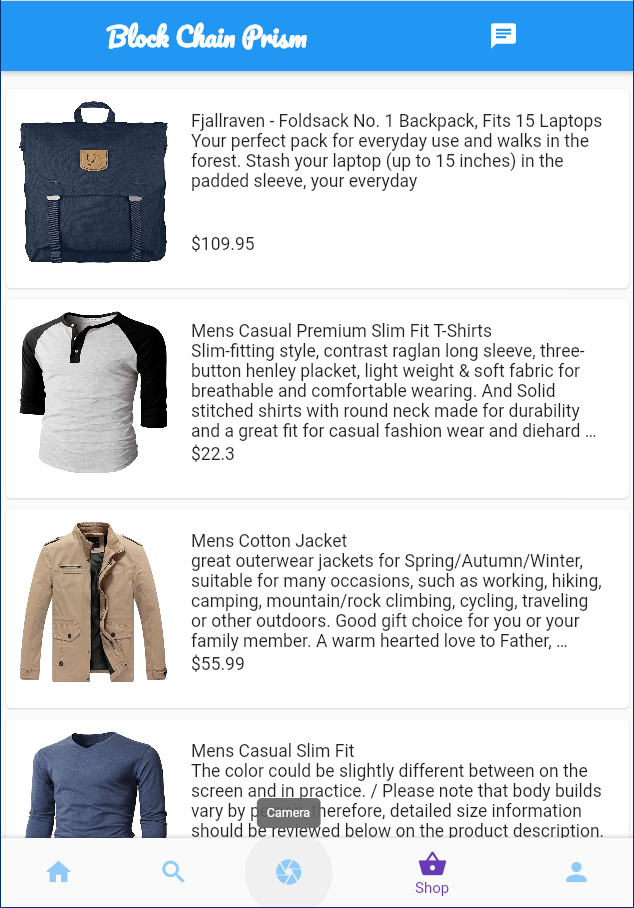 Block Chain Prism
Fjallraven - Foldsack No. 1 Backpack, Fits 15 Laptops
Your perfect pack for everyday use and walks in the
forest. Stash your laptop (up to 15 inches) in the
padded sleeve, your everyday
$109.95
Mens Casual Premium Slim Fit T-Shirts
Slim-fitting style, contrast raglan long sleeve, three-
button henley placket, light weight & soft fabric for
breathable and comfortable wearing. And Solid
stitched shirts with round neck made for durability
and a great fit for casual fashion wear and diehard …
$22.3
Mens Cotton Jacket
great outerwear jackets for Spring/Autumn/Winter,
suitable for many occasions, such as working, hiking,
camping, mountain/rock climbing, cycling, traveling
or other outdoors. Good gift choice for you or your
family member. A warm hearted love to Father, …
$55.99
Mens Casual Slim Fit
The color could be slightly different between on the
screen and in practice. / Please note that body builds
vary by therefore, detailed size information
should be reviewed below on the product description.
Camera
Shop